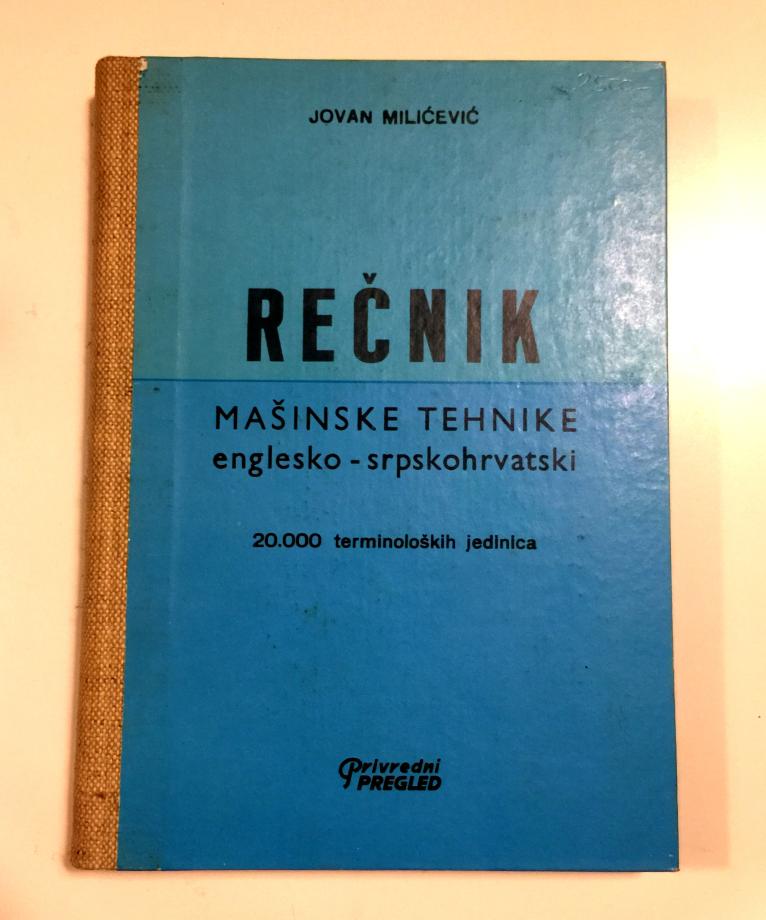 JOVAN MILIĆEVIĆ
REČNIK
MAŠINSKE TEHNIKE
englesko - srpskohrvatski
20.000 terminoloških jedinica
Privredni
PREGLED